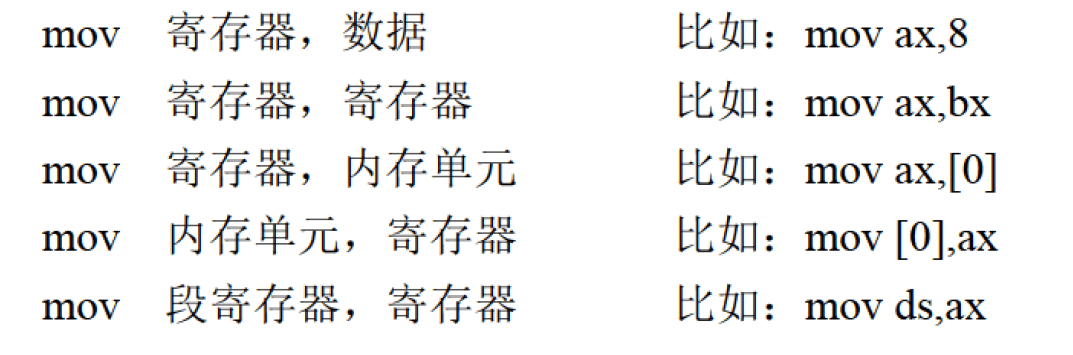 mov 寄存器，数据 比如：mov ax,8
mov 寄存器，寄存器 比如：mov ax,bx
mov 寄存器，内存单元 比如：mov ax,[0]
mov 内存单元，寄存器 比如：mov [0],ax
mov 段寄存器，寄存器 比如：mov ds,ax